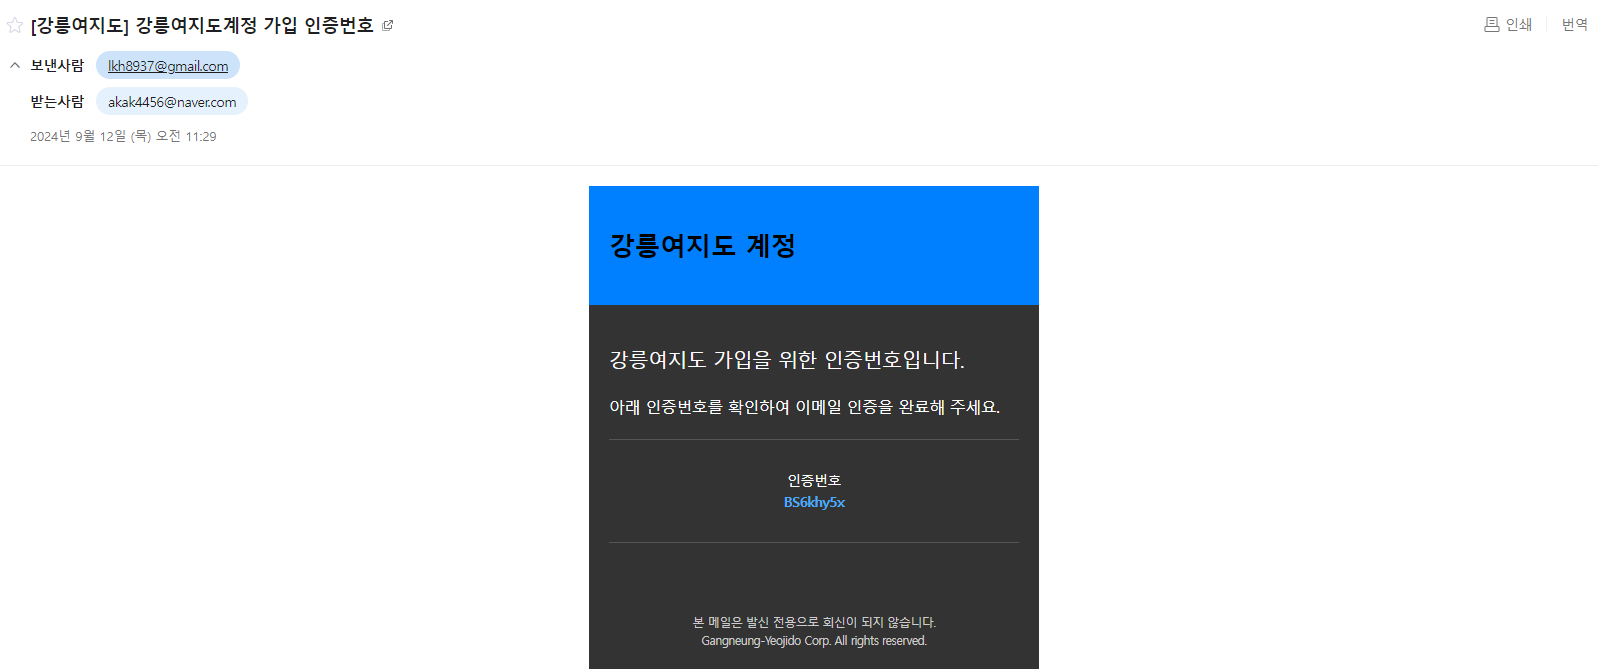 [강릉여지도] 강릉여지도계정 가입 인증번호
인쇄
번역
보낸사람 lkh8937@gmail.com
받는사람 akak4456@naver.com
2024년 9월 12일 (목) 오전 11:29
강릉여지도 계정
강릉여지도 가입을 위한 인증번호입니다.
아래 인증번호를 확인하여 이메일 인증을 완료해 주세요.
인증번호
BS6khy5x
본 메일은 발신 전용으로 회신이 되지 않습니다.
Gangneung-Yeojido Corp. All rights reserved.